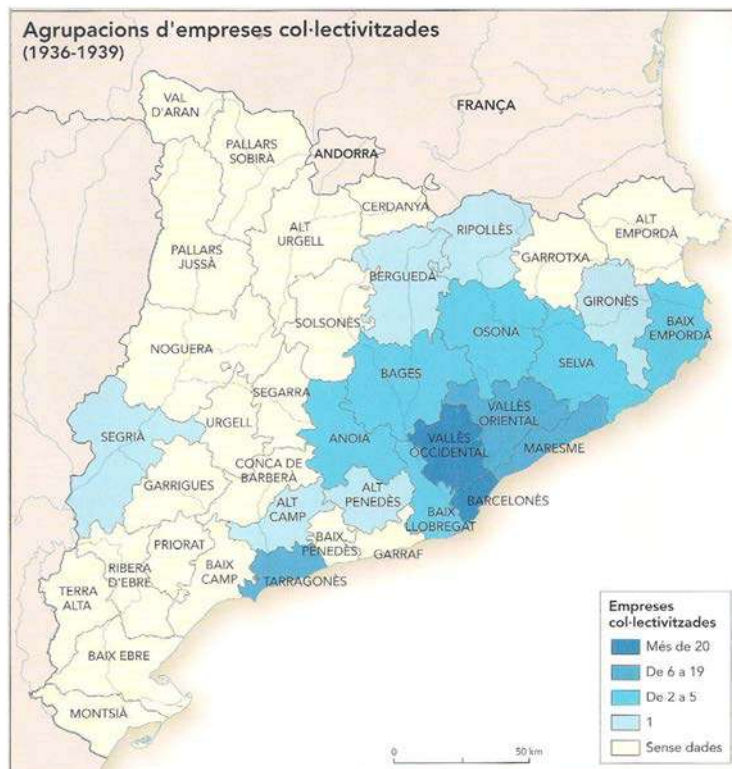 Agrupacions d'empreses col·lectivitzades
(1936-1939)
VAL
D'ARAN
PALLARS
SOBIRÀ
ANDORRA
FRANÇA
CERDANYA
ALT
URGELL
RIPOLLÈS
ALT
EMPORDÀ
GARROTXA
PALLARS
JUSSÀ
BERGUEDÀ
GIRONÈS
SOLSONÈS
OSONA
BAIX
EMPORDÀ
NOGUERA
BAGES
SELVA
SEGARRA
VALLÈS
ORIENTAL
SEGRIÀ
URGELL
ANOIA
VALLÈS
OCCIDENTAL
MARESME
CONCA DE
BARBERÀ
GARRIGUES
ALT
PENEDÈS
BARCELONÈS
ALT
CAMP
BAIX
LLOBREGAT
PRIORAT
BAIX
PENEDÈS
GARRAF
RIBERA
D'EBRE
BAIX
CAMP
TARRAGONÈS
TERRA
ALTA
BAIX EBRE
MONTSIÀ
Empreses
col·lectivitzades
Més de 20
De 6 a 19
De 2 a 5
1
Sense dades
0
50 km